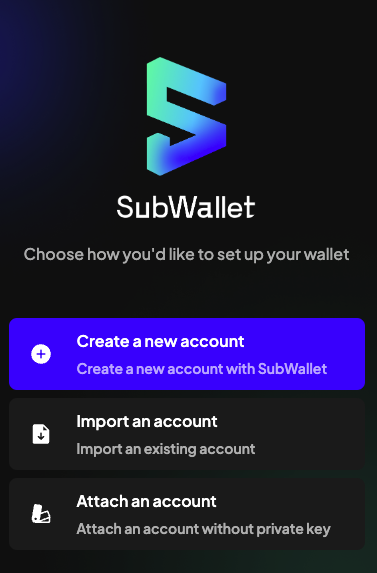 SubWallet
Choose how you'd like to set up your wallet
Create a new account
Create a new account with SubWallet
Import an account
Import an existing account
Attach an account
Attach an account without private key